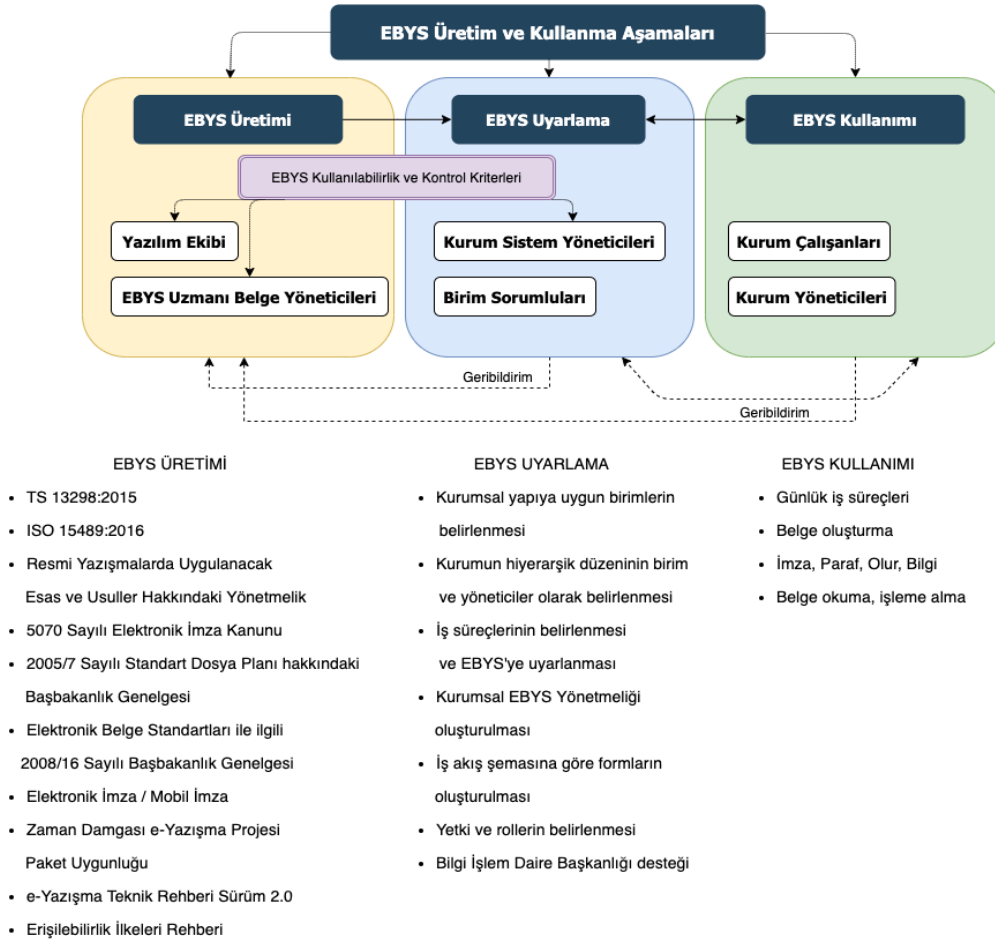 EBYS Üretim ve Kullanma Aşamaları
EBYS Üretimi
EBYS Uyarlama
EBYS Kullanımı
EBYS Kullanılabilirlik ve Kontrol Kriterleri
Yazılım Ekibi
Kurum Sistem Yöneticileri
Kurum Çalışanları
EBYS Uzmanı Belge Yöneticileri
Birim Sorumluları
Kurum Yöneticileri
Geribildirim
Geribildirim
EBYS ÜRETİMİ
• TS 13298:2015
• ISO 15489:2016
• Resmi Yazışmalarda Uygulanacak
Esas ve Usuller Hakkındaki Yönetmelik
• 5070 Sayılı Elektronik İmza Kanunu
• 2005/7 Sayılı Standart Dosya Planı hakkındaki
Başbakanlık Genelgesi
• Elektronik Belge Standartları ile ilgili
2008/16 Sayılı Başbakanlık Genelgesi
• Elektronik İmza / Mobil İmza
• Zaman Damgası e-Yazışma Projesi
Paket Uygunluğu
• e-Yazışma Teknik Rehberi Sürüm 2.0
• Erişilebilirlik İlkeleri Rehberi
EBYS UYARLAMA
• Kurumsal yapıya uygun birimlerin
belirlenmesi
• Kurumun hiyerarşik düzeninin birim
ve yöneticiler olarak belirlenmesi
• İş süreçlerinin belirlenmesi
ve EBYS'ye uyarlanması
• Kurumsal EBYS Yönetmeliği
oluşturulması
• İş akış şemasına göre formların
oluşturulması
• Yetki ve rollerin belirlenmesi
• Bilgi İşlem Daire Başkanlığı desteği
EBYS KULLANIMI
• Günlük iş süreçleri
• Belge oluşturma
• İmza, Paraf, Olur, Bilgi
• Belge okuma, işleme alma